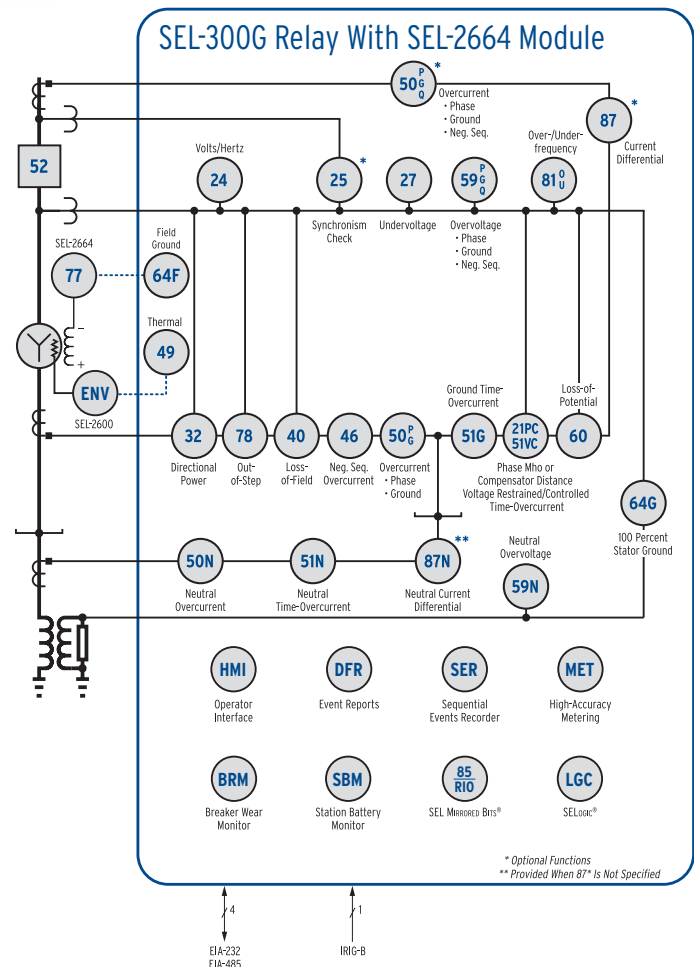 SEL-300G Relay With SEL-2664 Module
50 P G Q *
Overcurrent
• Phase
• Ground
• Neg. Seq.
87 *
Current
Differential
52
Volts/Hertz
24
25 *
Synchronism
Check
27
Undervoltage
59 P G Q
Overvoltage
• Phase
• Ground
• Neg. Seq.
Over-/Under-
frequency
81 O U
SEL-2664
77
Field
Ground
64F
Thermal
49
−
+
ENV
SEL-2600
32
Directional
Power
78
Out-
of-Step
40
Loss-
of-Field
46
Neg. Seq.
Overcurrent
50 P G
Overcurrent
• Phase
• Ground
Ground Time-
Overcurrent
51G
21PC
51VC
Phase Mho or
Compensator Distance
Voltage Restrained/Controlled
Time-Overcurrent
Loss-of-
Potential
60
64G
100 Percent
Stator Ground
50N
Neutral
Overcurrent
51N
Neutral
Time-Overcurrent
87N **
Neutral Current
Differential
Neutral
Overvoltage
59N
HMI
Operator
Interface
DFR
Event Reports
SER
Sequential
Events Recorder
MET
High-Accuracy
Metering
BRM
Breaker Wear
Monitor
SBM
Station Battery
Monitor
85
RIO
SEL MIRRORED BITS®
LGC
SELOGIC®
* Optional Functions
** Provided When 87* Is Not Specified
4
1
EIA-232
EIA-485
IRIG-B